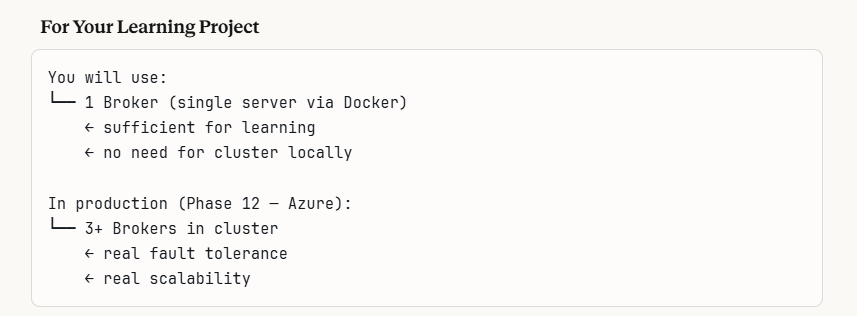 For Your Learning Project
You will use:
└── 1 Broker (single server via Docker)
    ← sufficient for learning
    ← no need for cluster locally

In production (Phase 12 — Azure):
└── 3+ Brokers in cluster
    ← real fault tolerance
    ← real scalability